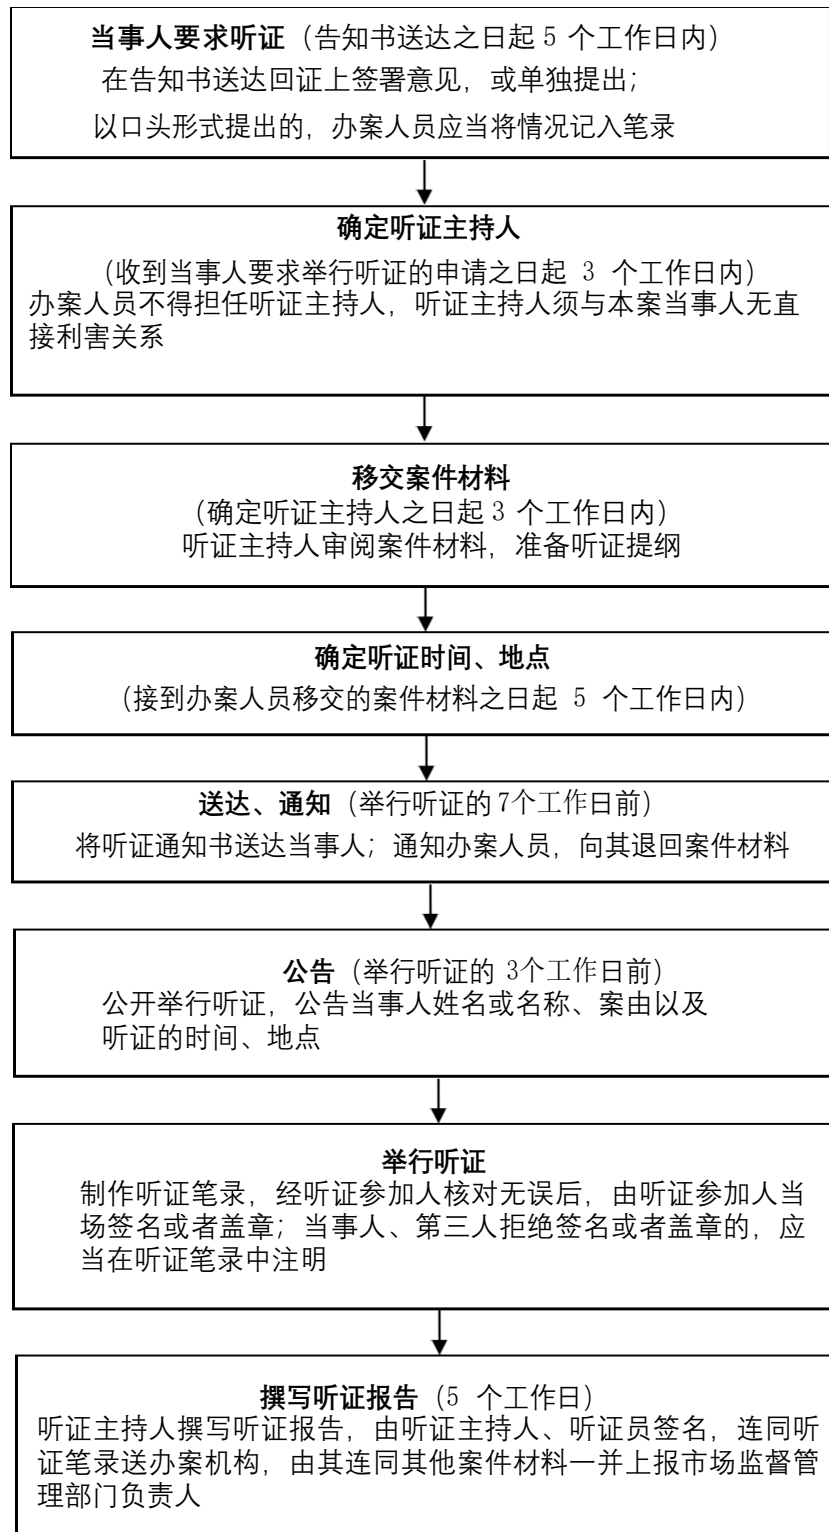 当事人要求听证（告知书送达之日起 5 个工作日内）
在告知书送达回证上签署意见，或单独提出；
以口头形式提出的，办案人员应当将情况记入笔录
确定听证主持人
（收到当事人要求举行听证的申请之日起 3 个工作日内）
办案人员不得担任听证主持人，听证主持人须与本案当事人无直
接利害关系
移交案件材料
（确定听证主持人之日起 3 个工作日内）
听证主持人审阅案件材料，准备听证提纲
确定听证时间、地点
（接到办案人员移交的案件材料之日起 5 个工作日内）
送达、通知（举行听证的 7个工作日前）
将听证通知书送达当事人；通知办案人员，向其退回案件材料
公告（举行听证的 3个工作日前）
公开举行听证，公告当事人姓名或名称、案由以及
听证的时间、地点
举行听证
制作听证笔录，经听证参加人核对无误后，由听证参加人当
场签名或者盖章；当事人、第三人拒绝签名或者盖章的，应
当在听证笔录中注明
撰写听证报告（5 个工作日）
听证主持人撰写听证报告，由听证主持人、听证员签名，连同听
证笔录送办案机构，由其连同其他案件材料一并上报市场监督管
理部门负责人